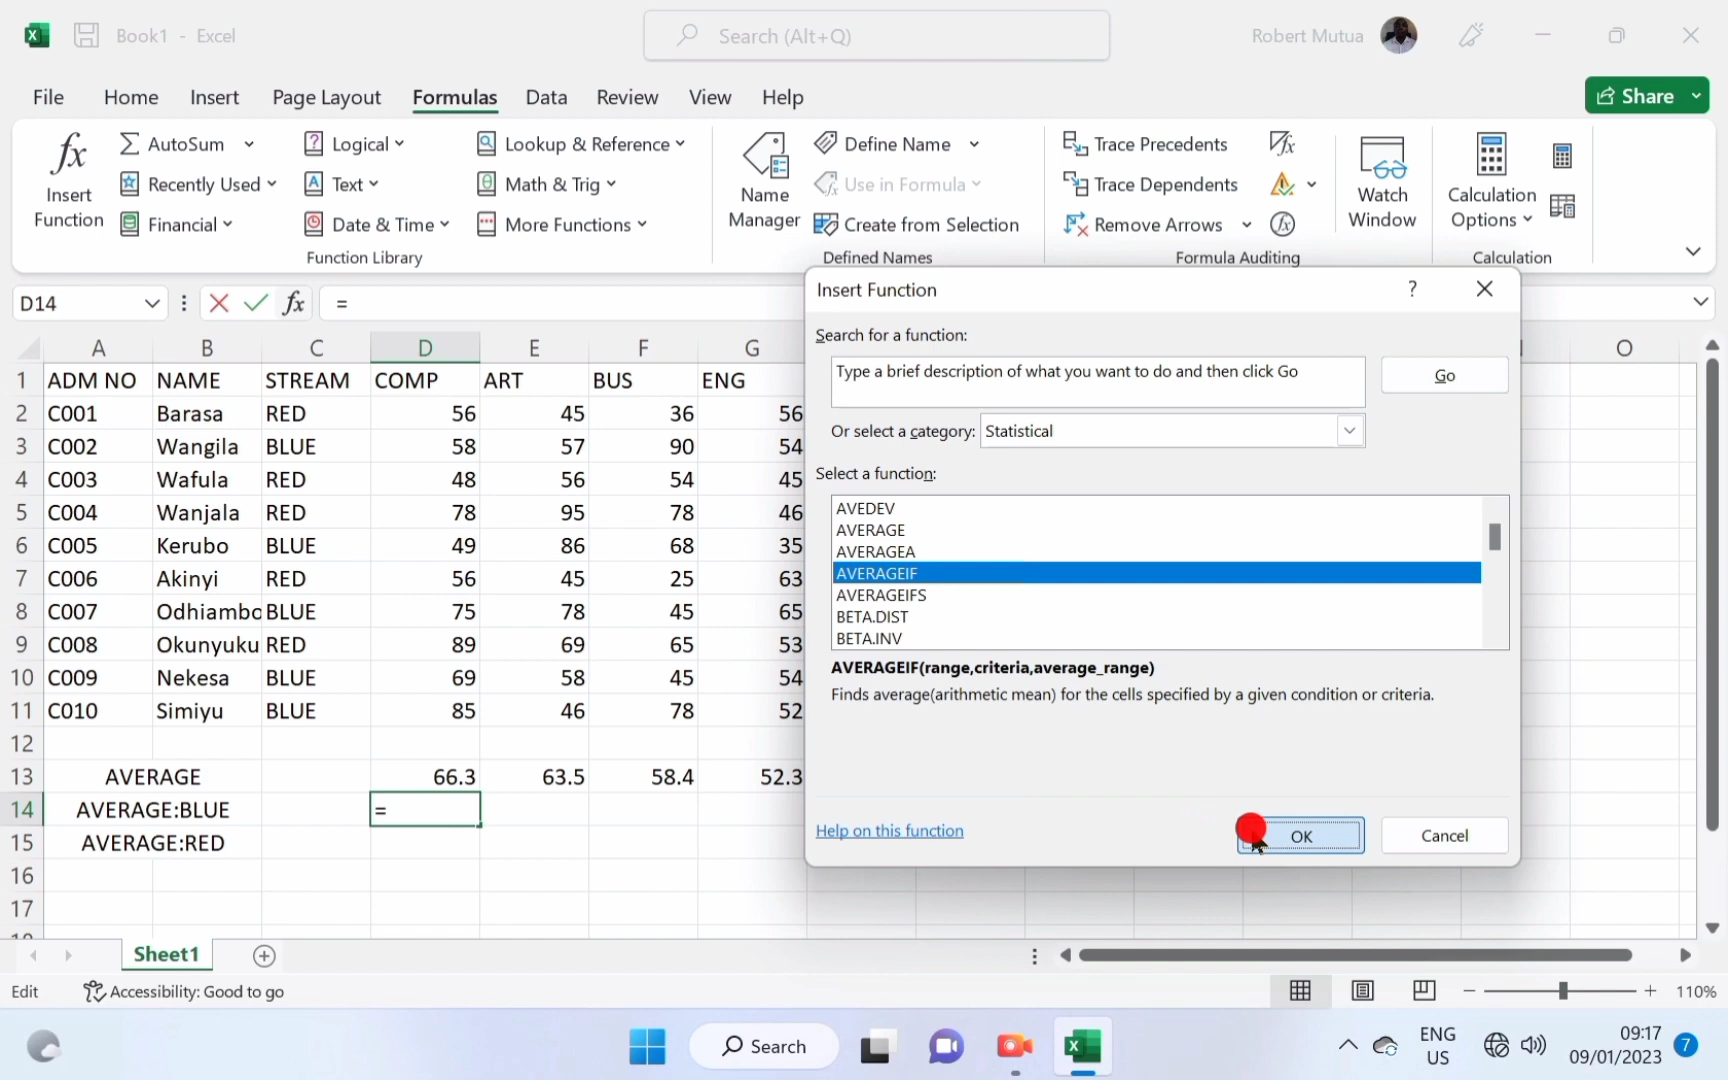 Book1 - Excel
Search (Alt+Q)
Robert Mutua
File Home Insert Page Layout Formulas Data Review View Help
Share
Insert Function
AutoSum
Recently Used
Financial
Logical
Text
Date & Time
Lookup & Reference
Math & Trig
More Functions
Function Library
Name Manager
Define Name
Use in Formula
Create from Selection
Defined Names
Trace Precedents
Trace Dependents
Remove Arrows
Formula Auditing
Watch Window
Calculation Options
Calculation
D14 fx =
A B C D E F G O
1 ADM NO NAME STREAM COMP ART BUS ENG
2 C001 Barasa RED 56 45 36 56
3 C002 Wangila BLUE 58 57 90 54
4 C003 Wafula RED 48 56 54 45
5 C004 Wanjala RED 78 95 78 46
6 C005 Kerubo BLUE 49 86 68 35
7 C006 Akinyi RED 56 45 25 63
8 C007 Odhiambo BLUE 75 78 45 65
9 C008 Okunyuku RED 89 69 65 53
10 C009 Nekesa BLUE 69 58 45 54
11 C010 Simiyu BLUE 85 46 78 52
12
13 AVERAGE 66.3 63.5 58.4 52.3
14 AVERAGE:BLUE =
15 AVERAGE:RED
16
17
Insert Function ?
Search for a function:
Type a brief description of what you want to do and then click Go
Go
Or select a category: Statistical
Select a function:
AVEDEV
AVERAGE
AVERAGEA
AVERAGEIF
AVERAGEIFS
BETA.DIST
BETA.INV
AVERAGEIF(range,criteria,average_range)
Finds average(arithmetic mean) for the cells specified by a given condition or criteria.
Help on this function
OK
Cancel
Sheet1
Edit Accessibility: Good to go
110%
Search
ENG
US
09:17
09/01/2023
7